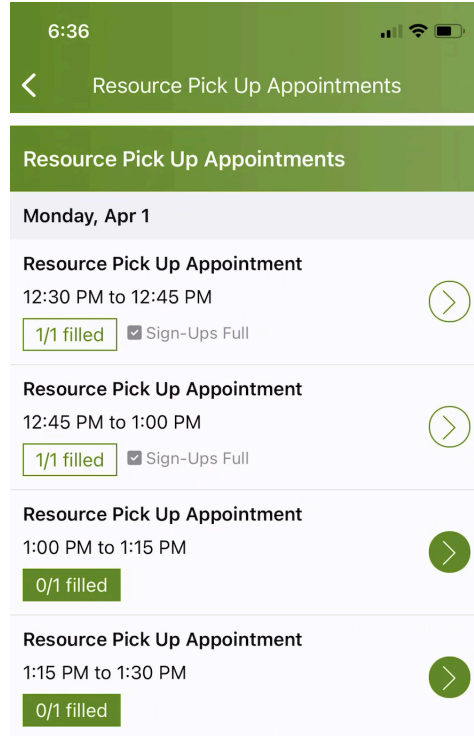 6:36
Resource Pick Up Appointments
Resource Pick Up Appointments
Monday, Apr 1
Resource Pick Up Appointment
12:30 PM to 12:45 PM
1/1 filled Sign-Ups Full
Resource Pick Up Appointment
12:45 PM to 1:00 PM
1/1 filled Sign-Ups Full
Resource Pick Up Appointment
1:00 PM to 1:15 PM
0/1 filled
Resource Pick Up Appointment
1:15 PM to 1:30 PM
0/1 filled